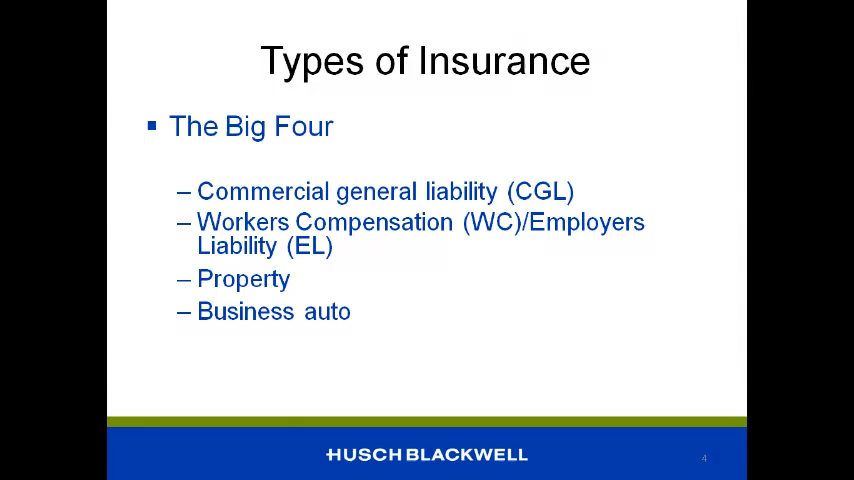 Types of Insurance
▪ The Big Four
– Commercial general liability (CGL)
– Workers Compensation (WC)/Employers
Liability (EL)
– Property
– Business auto
HUSCH BLACKWELL
4